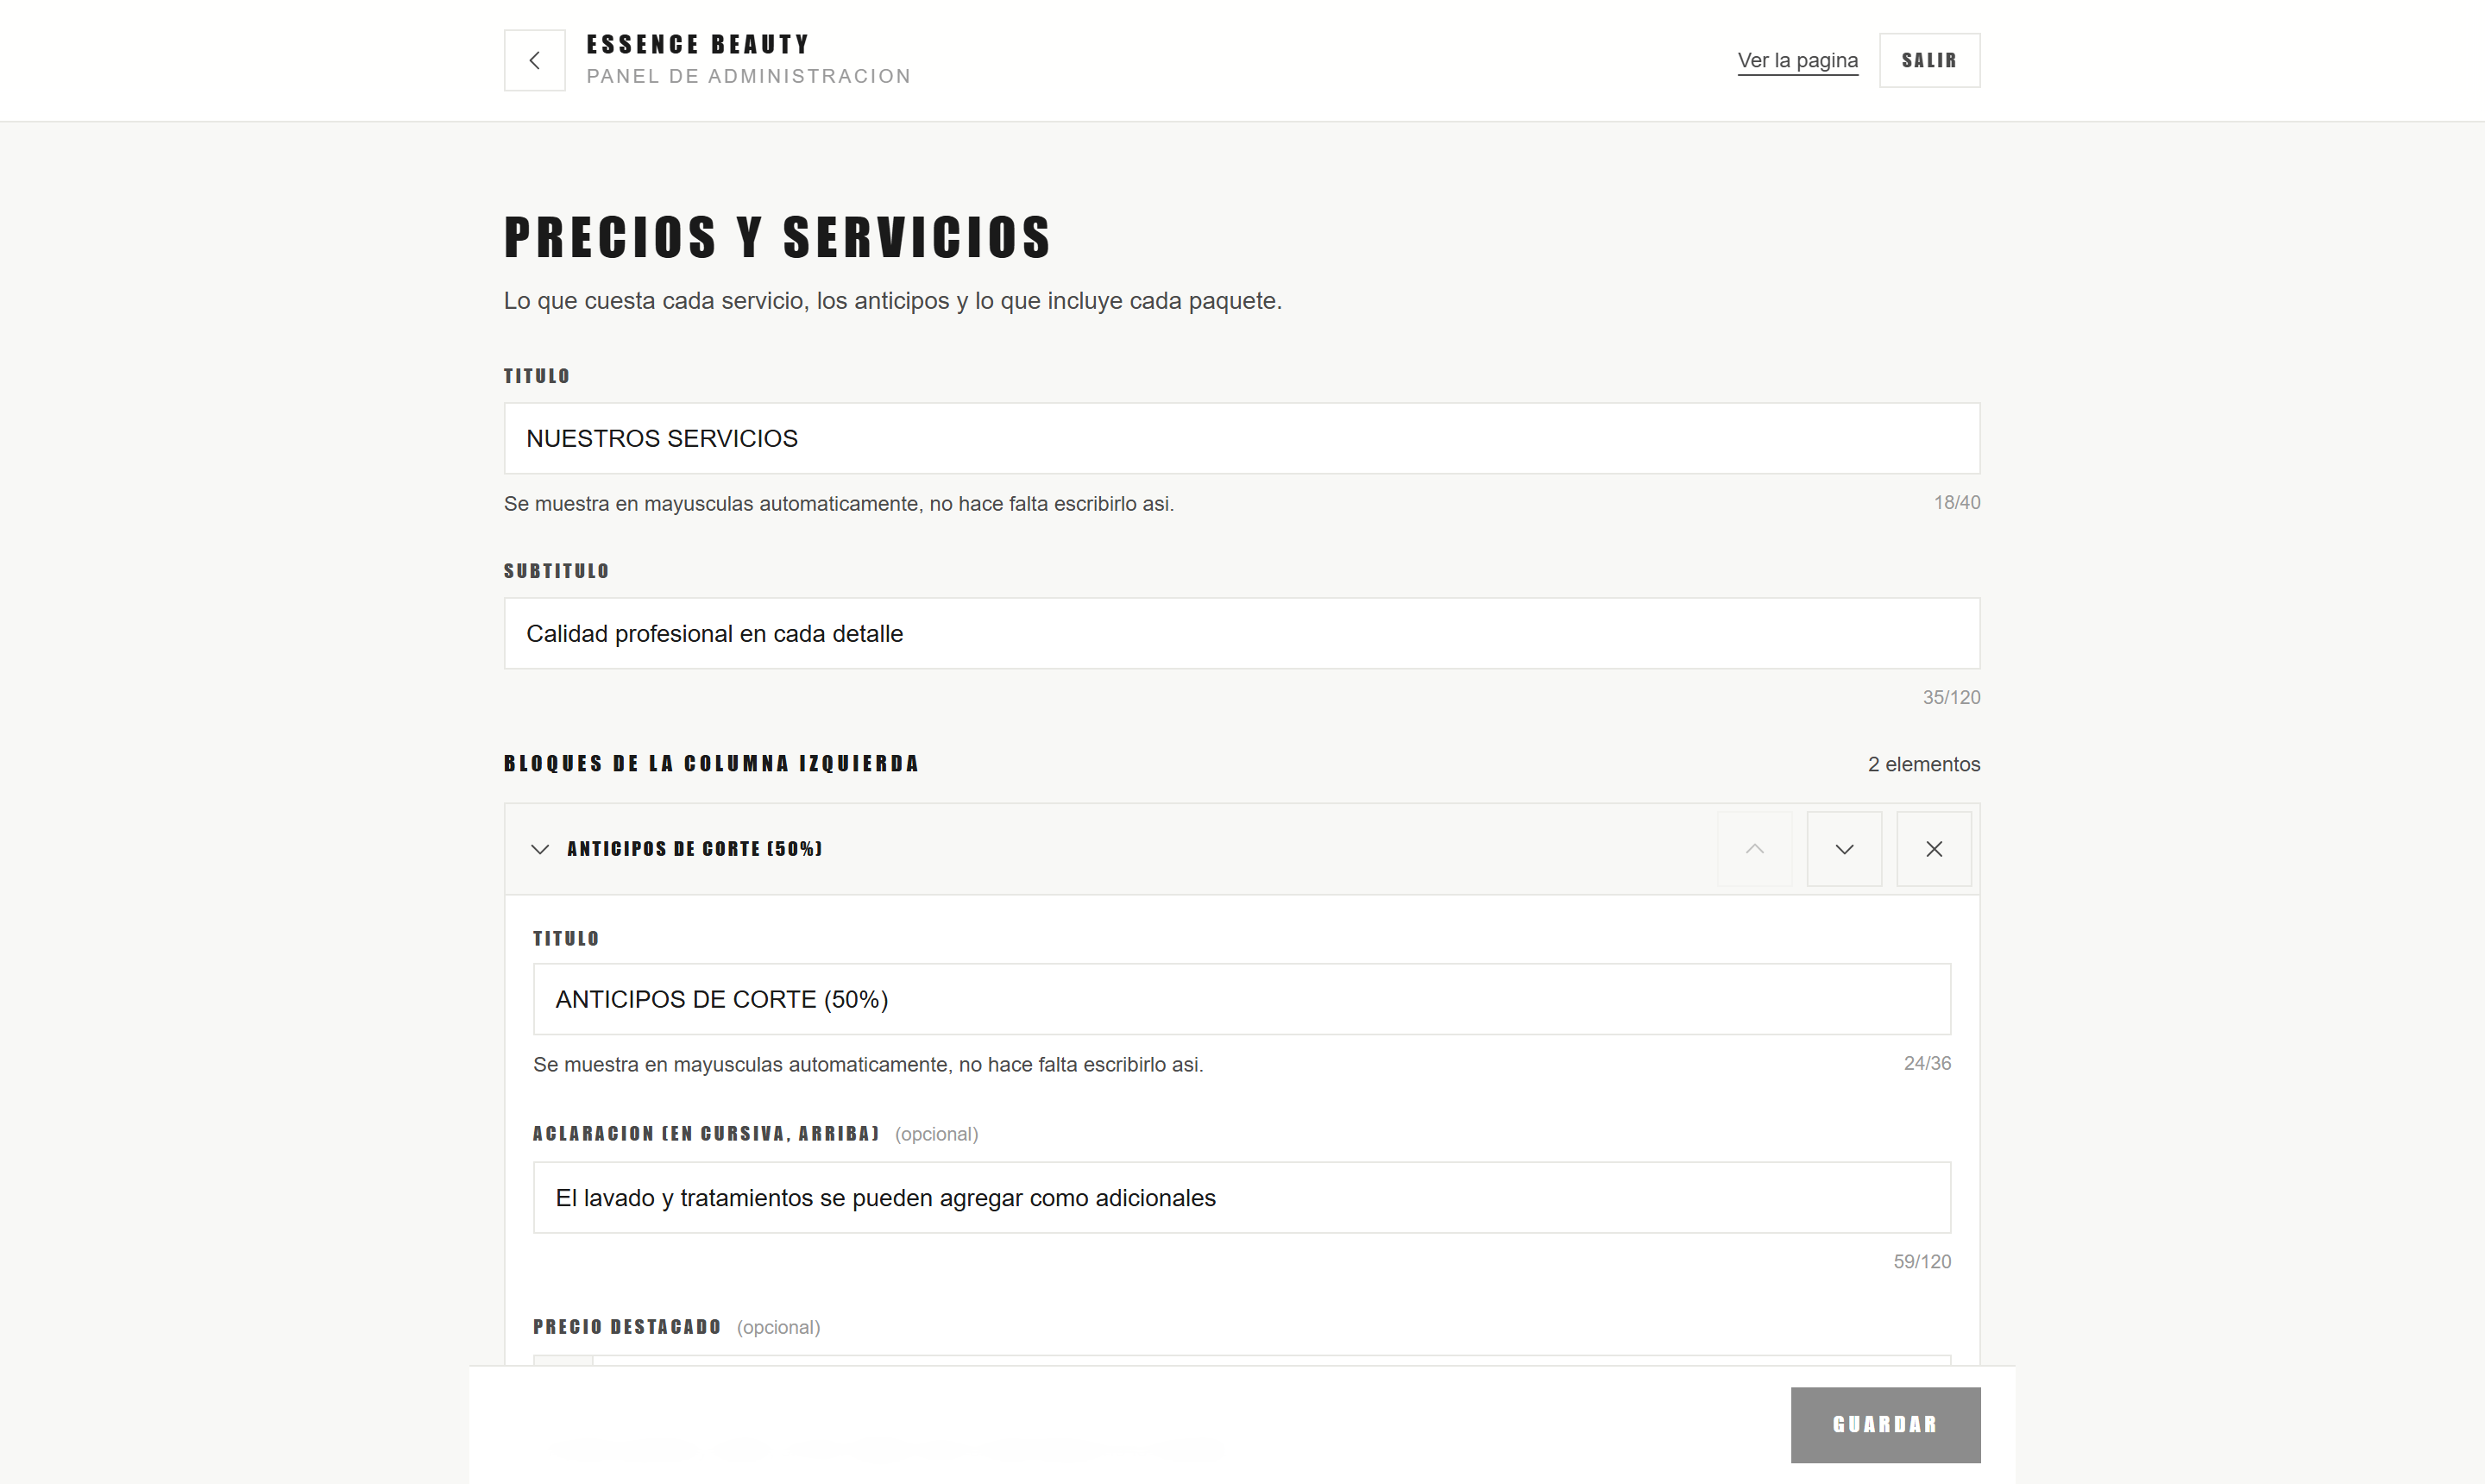 ESSENCE BEAUTY
PANEL DE ADMINISTRACION
Ver la pagina
SALIR
PRECIOS Y SERVICIOS
Lo que cuesta cada servicio, los anticipos y lo que incluye cada paquete.
TITULO
NUESTROS SERVICIOS
Se muestra en mayusculas automaticamente, no hace falta escribirlo asi.
18/40
SUBTITULO
Calidad profesional en cada detalle
35/120
BLOQUES DE LA COLUMNA IZQUIERDA
2 elementos
ANTICIPOS DE CORTE (50%)
TITULO
ANTICIPOS DE CORTE (50%)
Se muestra en mayusculas automaticamente, no hace falta escribirlo asi.
24/36
ACLARACION (EN CURSIVA, ARRIBA) (opcional)
El lavado y tratamientos se pueden agregar como adicionales
59/120
PRECIO DESTACADO (opcional)
GUARDAR